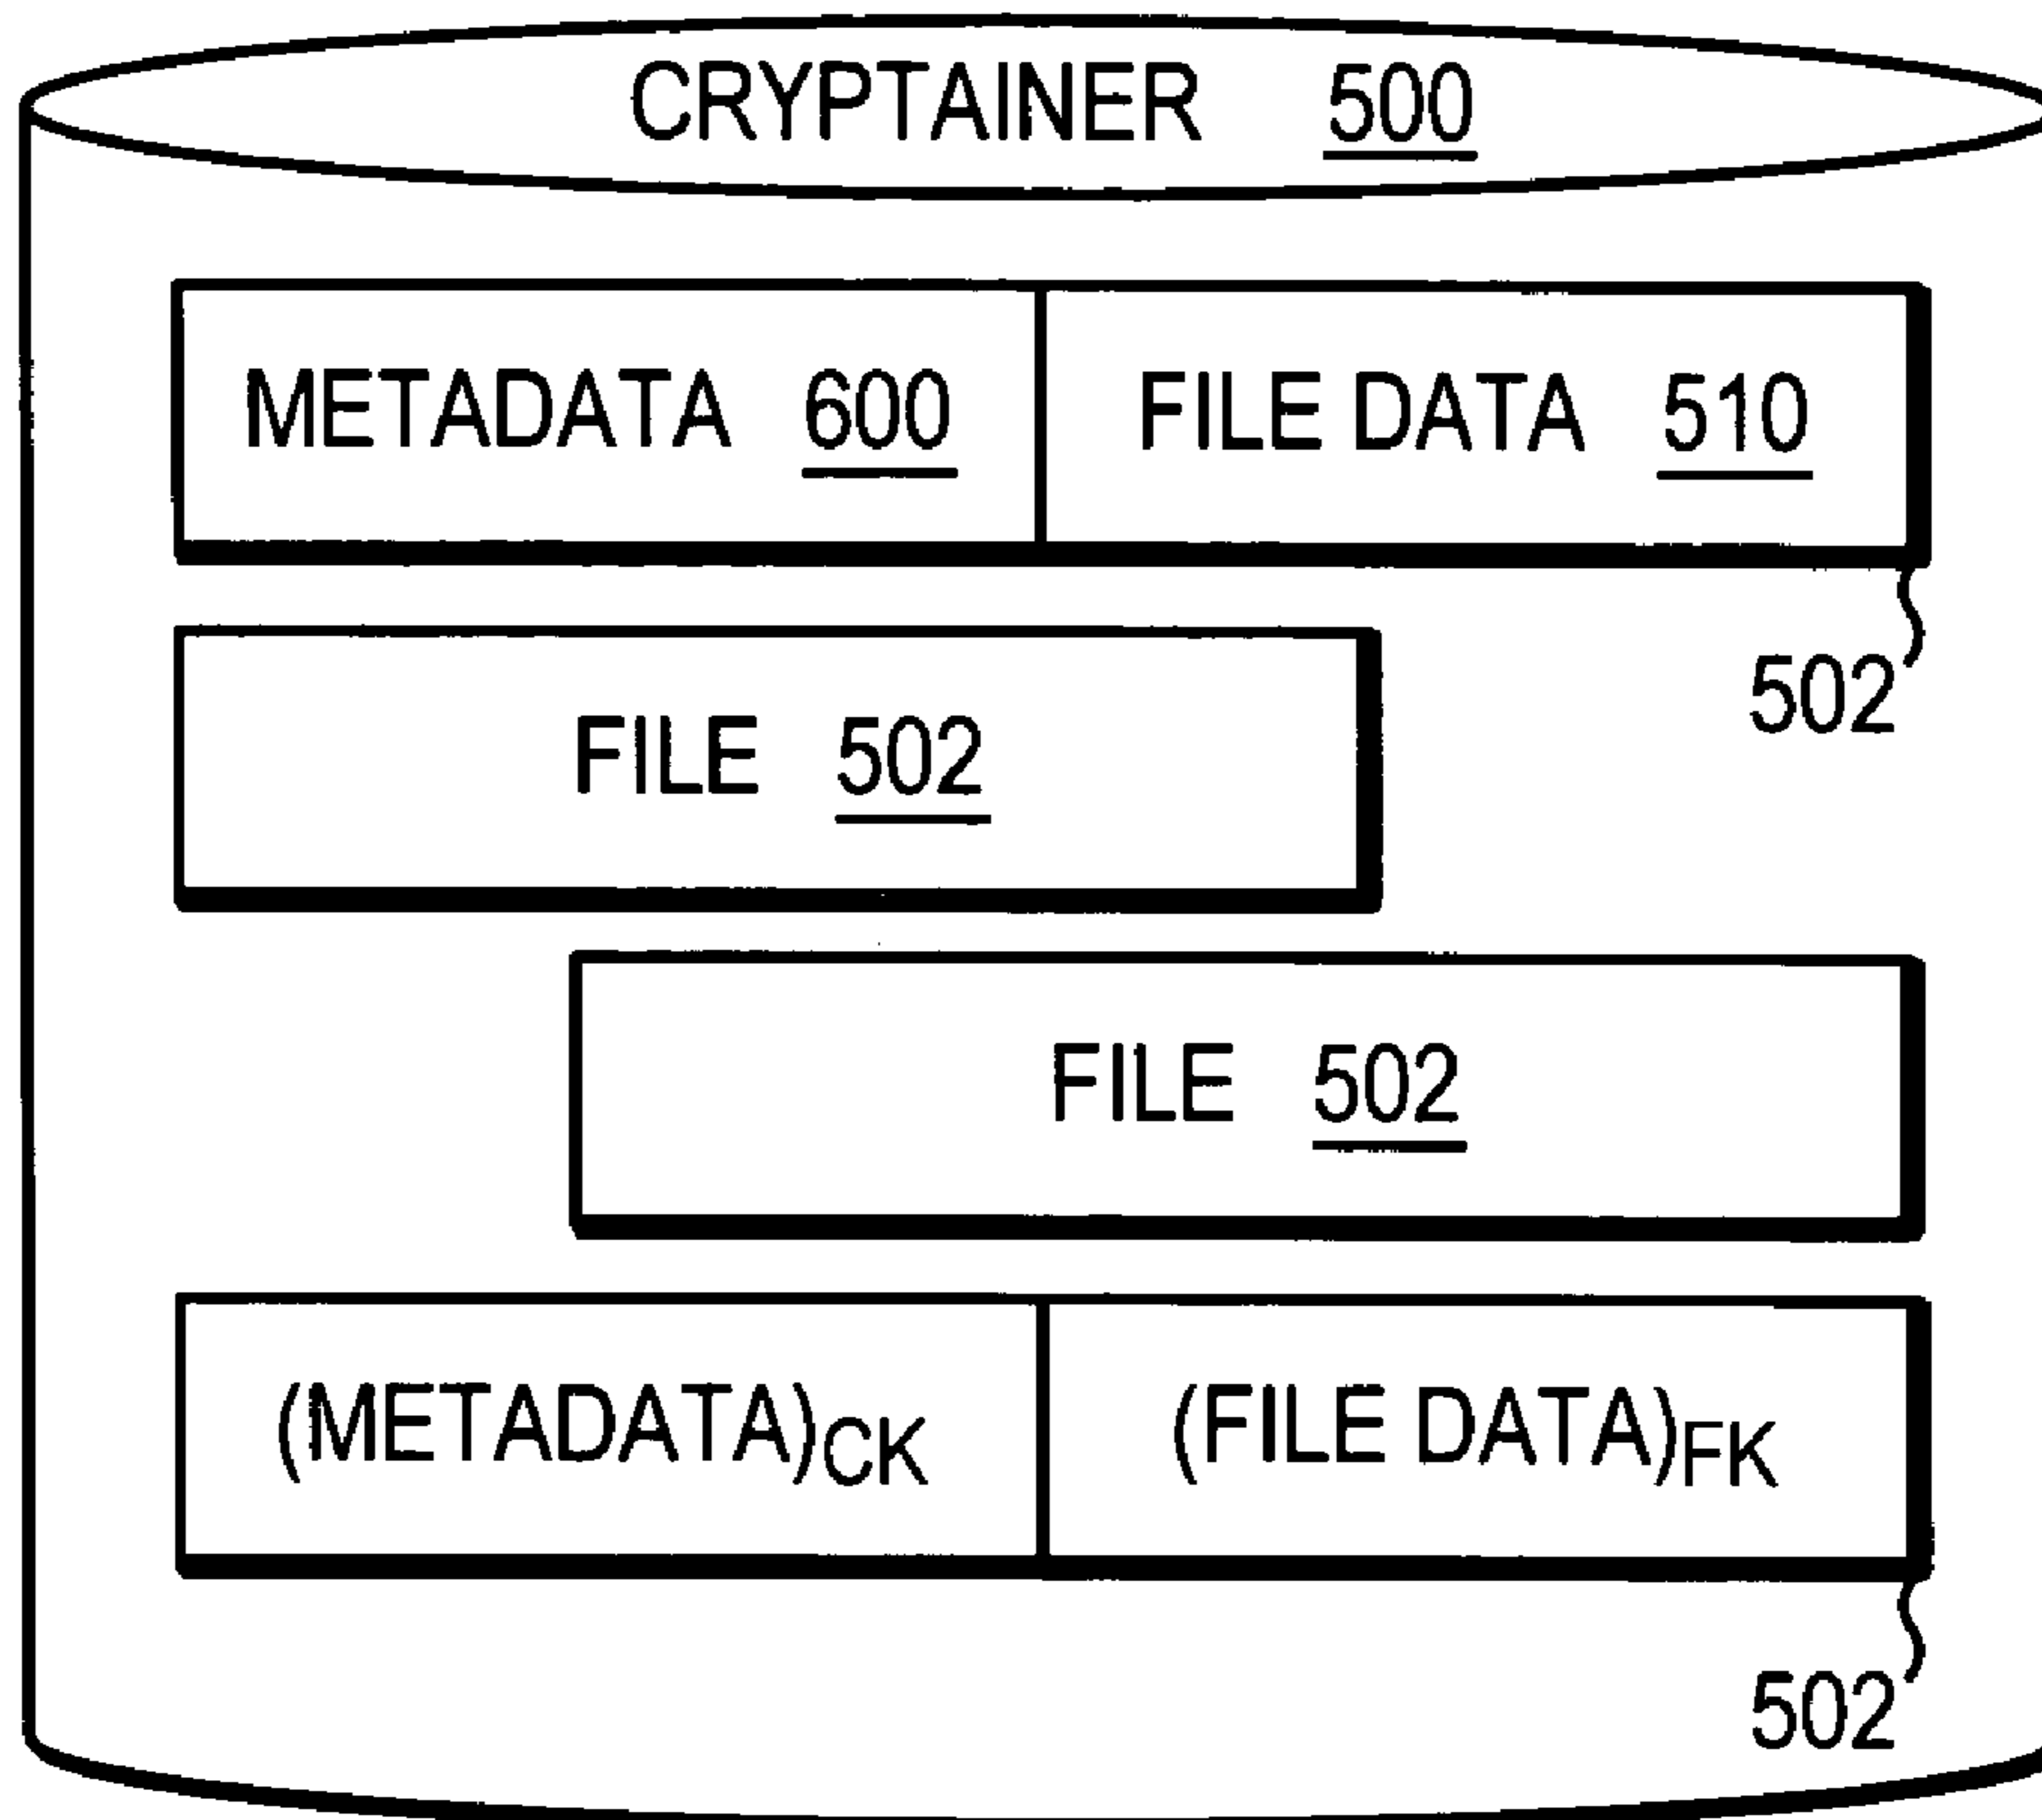 CRYPTAINER 500
METADATA 600 FILE DATA 510
502
FILE 502
FILE 502
(METADATA)CK (FILE DATA)FK
502